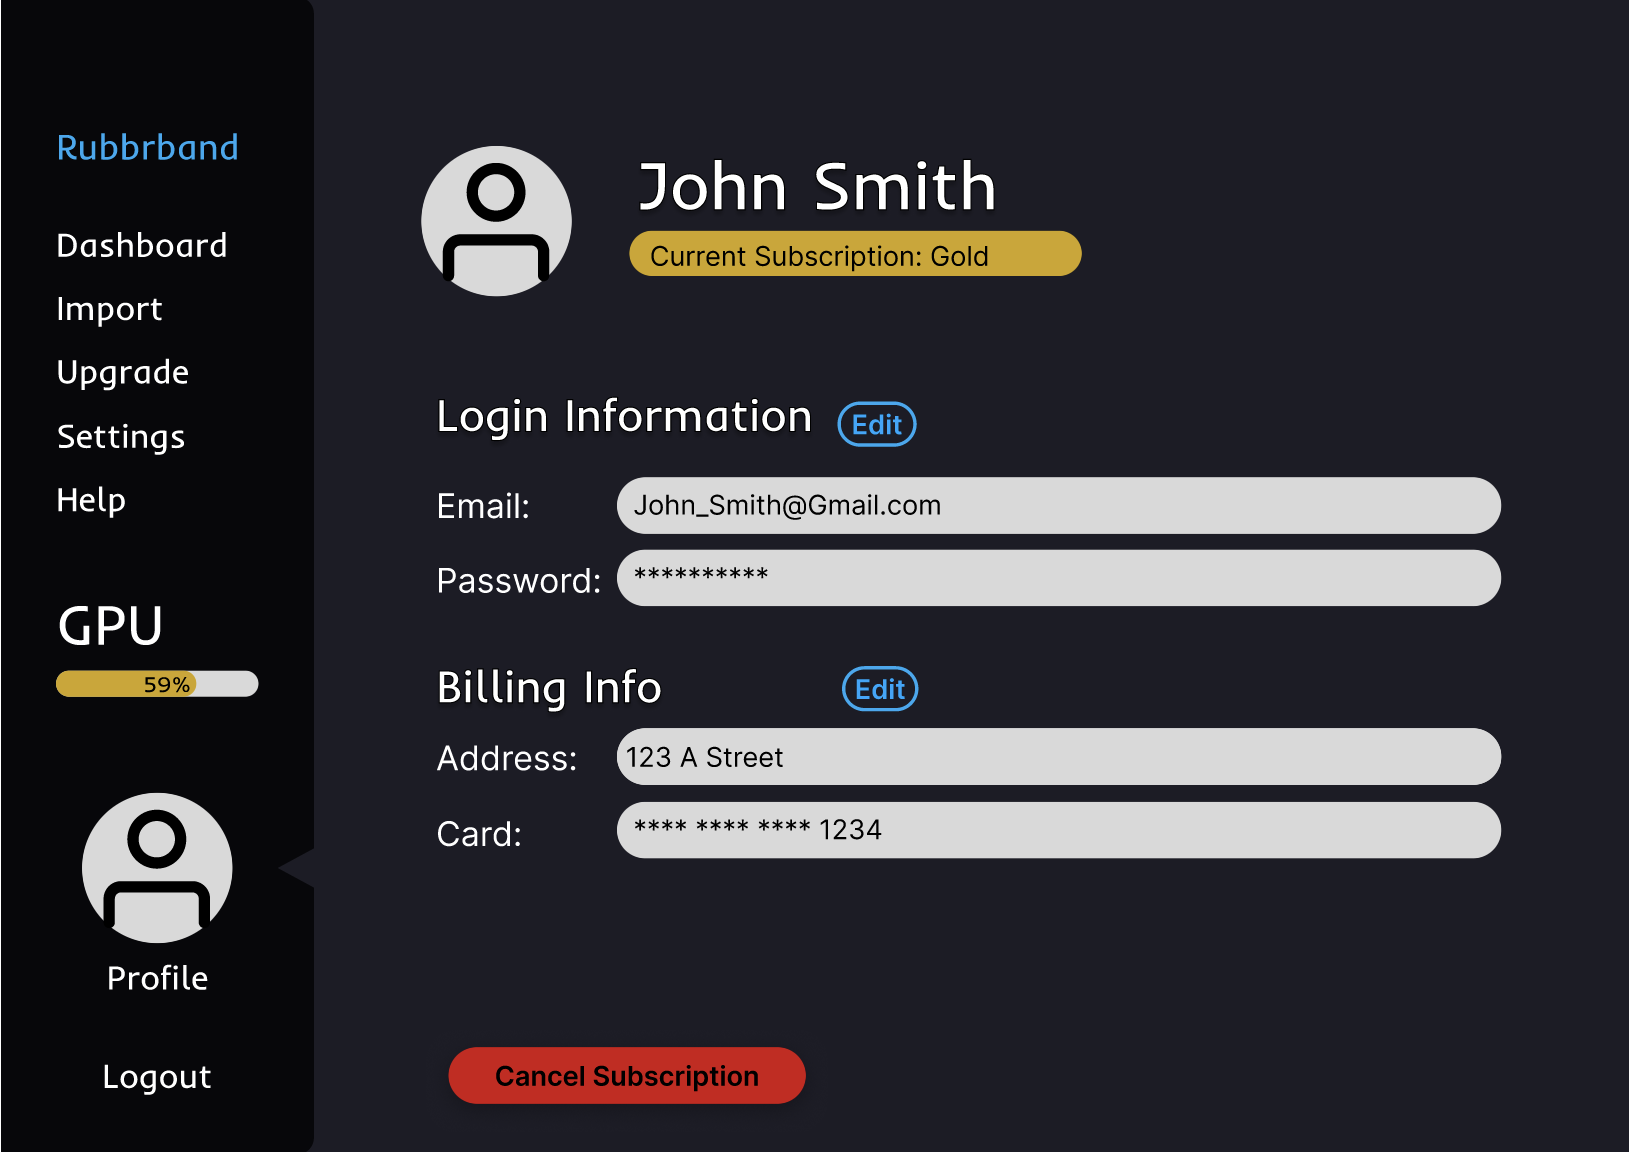 Rubbrband
Dashboard
Import
Upgrade
Settings
Help
GPU
59%
Profile
Logout
John Smith
Current Subscription: Gold
Login Information Edit
Email: John_Smith@Gmail.com
Password: **********
Billing Info Edit
Address: 123 A Street
Card: **** **** **** 1234
Cancel Subscription